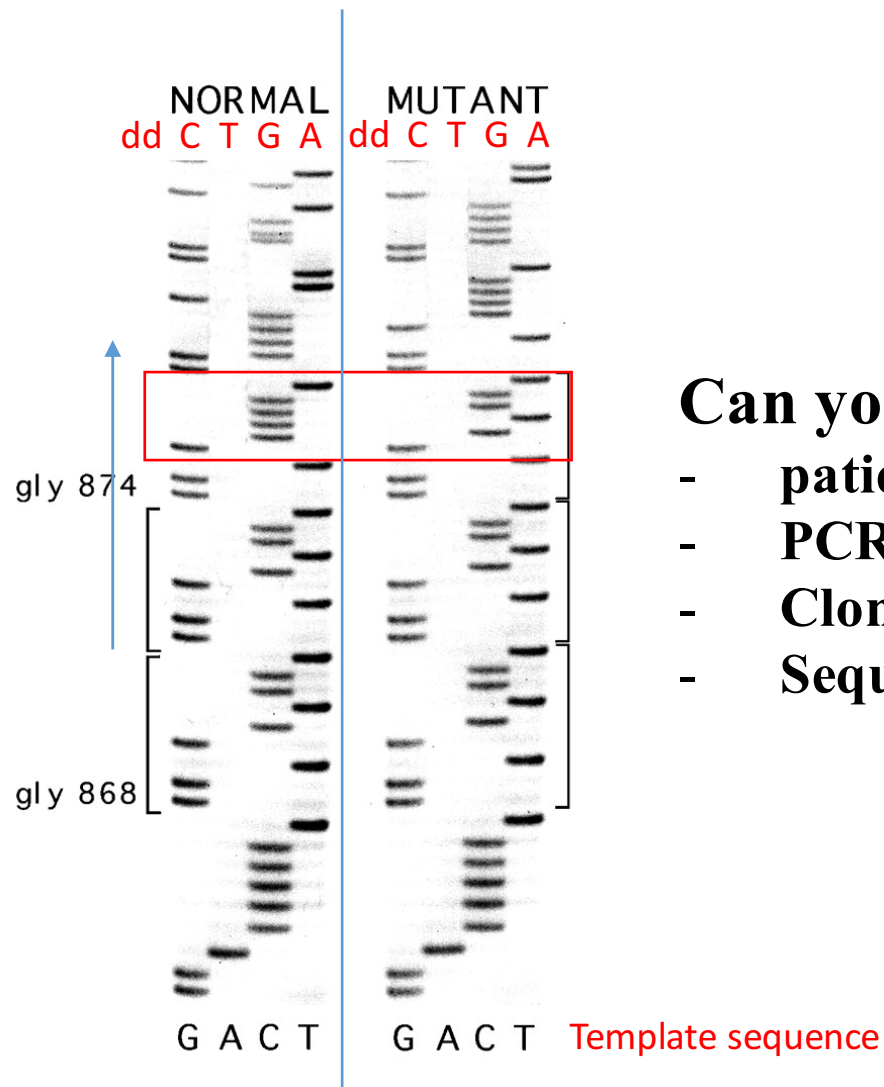 NORMAL MUTANT
dd C T G A dd C T G A
Can yo
- patie
gly 874
- PCR
- Clon
- Sequ
gly 868
G A C T G A C T Template sequence